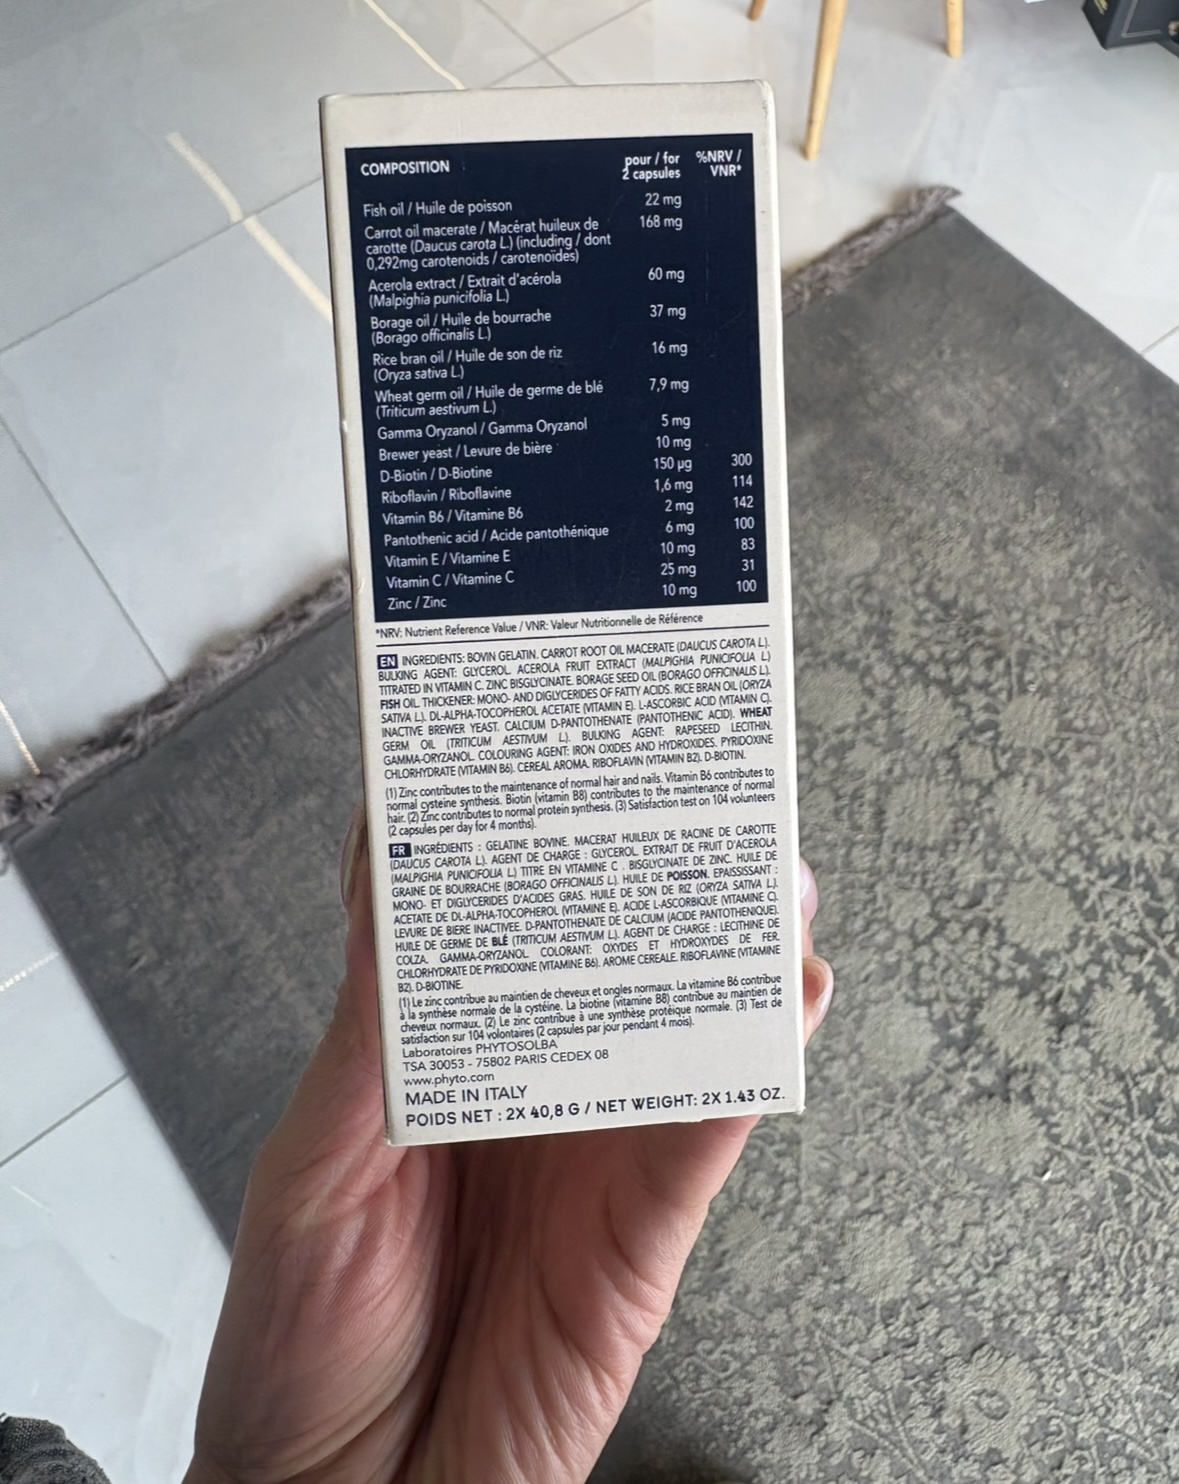 COMPOSITION pour / for %NRV /
2 capsules VNR*
Fish oil / Huile de poisson 22 mg
Carrot oil macerate / Macérat huileux de 168 mg
carotte (Daucus carota L.) (including / dont
0,292mg carotenoids / caroténoïdes)
Acerola extract / Extrait d'acérola 60 mg
(Malpighia punicifolia L.)
Borage oil / Huile de bourrache 37 mg
(Borago officinalis L.)
Rice bran oil / Huile de son de riz 16 mg
(Oryza sativa L.)
Wheat germ oil / Huile de germe de blé 7,9 mg
(Triticum aestivum L.)
Gamma Oryzanol / Gamma Oryzanol 5 mg
Brewer yeast / Levure de bière 10 mg
D-Biotin / D-Biotine 150 µg 300
Riboflavin / Riboflavine 1,6 mg 114
Vitamin B6 / Vitamine B6 2 mg 142
Pantothenic acid / Acide pantothénique 6 mg 100
Vitamin E / Vitamine E 10 mg 83
Vitamin C / Vitamine C 25 mg 31
Zinc / Zinc 10 mg 100
*NRV: Nutrient Reference Value / VNR: Valeur Nutritionnelle de Référence
EN INGREDIENTS: BOVIN GELATIN. CARROT ROOT OIL MACERATE (DAUCUS CAROTA L.).
BULKING AGENT: GLYCEROL. ACEROLA FRUIT EXTRACT (MALPIGHIA PUNICIFOLIA L.)
TITRATED IN VITAMIN C. ZINC BISGLYCINATE. BORAGE SEED OIL (BORAGO OFFICINALIS L.).
FISH OIL. THICKENER: MONO- AND DIGLYCERIDES OF FATTY ACIDS. RICE BRAN OIL (ORYZA
SATIVA L.). DL-ALPHA-TOCOPHEROL ACETATE (VITAMIN E). L-ASCORBIC ACID (VITAMIN C).
INACTIVE BREWER YEAST. CALCIUM D-PANTOTHENATE (PANTOTHENIC ACID). WHEAT
GERM OIL (TRITICUM AESTIVUM L.). BULKING AGENT: RAPESEED LECITHIN.
GAMMA-ORYZANOL. COLOURING AGENT: IRON OXIDES AND HYDROXIDES. PYRIDOXINE
CHLORHYDRATE (VITAMIN B6). CEREAL AROMA. RIBOFLAVIN (VITAMIN B2). D-BIOTIN.
(1) Zinc contributes to the maintenance of normal hair and nails. Vitamin B6 contributes to
normal cysteine synthesis. Biotin (vitamin B8) contributes to the maintenance of normal
hair. (2) Zinc contributes to normal protein synthesis. (3) Satisfaction test on 104 volunteers
(2 capsules per day for 4 months).
FR INGRÉDIENTS : GELATINE BOVINE. MACERAT HUILEUX DE RACINE DE CAROTTE
(DAUCUS CAROTA L.). AGENT DE CHARGE : GLYCEROL. EXTRAIT DE FRUIT D'ACEROLA
(MALPIGHIA PUNICIFOLIA L.) TITRE EN VITAMINE C . BISGLYCINATE DE ZINC. HUILE DE
GRAINE DE BOURRACHE (BORAGO OFFICINALIS L.). HUILE DE POISSON. EPAISSISSANT :
MONO- ET DIGLYCERIDES D'ACIDES GRAS. HUILE DE SON DE RIZ (ORYZA SATIVA L.).
ACETATE DE DL-ALPHA-TOCOPHEROL (VITAMINE E). ACIDE L-ASCORBIQUE (VITAMINE C).
LEVURE DE BIERE INACTIVEE. D-PANTOTHENATE DE CALCIUM (ACIDE PANTOTHENIQUE).
HUILE DE GERME DE BLÉ (TRITICUM AESTIVUM L.). AGENT DE CHARGE : LECITHINE DE
COLZA. GAMMA-ORYZANOL. COLORANT: OXYDES ET HYDROXYDES DE FER.
CHLORHYDRATE DE PYRIDOXINE (VITAMINE B6). AROME CEREALE. RIBOFLAVINE (VITAMINE
B2). D-BIOTINE.
(1) Le zinc contribue au maintien de cheveux et ongles normaux. La vitamine B6 contribue
à la synthèse normale de la cystéine. La biotine (vitamine B8) contribue au maintien de
cheveux normaux. (2) Le zinc contribue à une synthèse protéique normale. (3) Test de
satisfaction sur 104 volontaires (2 capsules par jour pendant 4 mois).
Laboratoires PHYTOSOLBA
TSA 30053 - 75802 PARIS CEDEX 08
www.phyto.com
MADE IN ITALY
POIDS NET : 2X 40,8 G / NET WEIGHT: 2X 1.43 OZ.